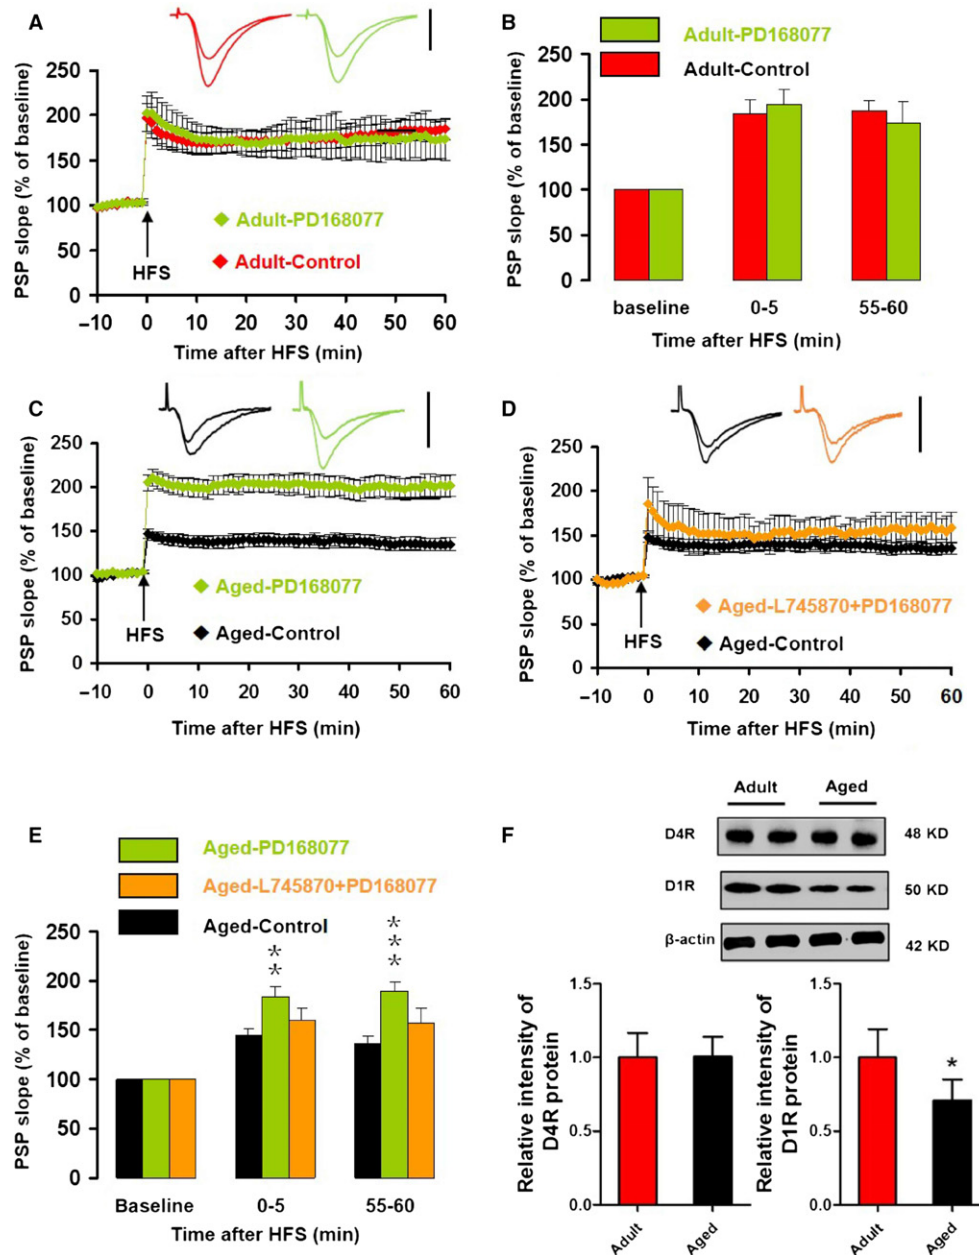 A
250
200
150
100
50
0
PSP slope (% of baseline)
Adult-PD168077
Adult-Control
HFS
−10 0 10 20 30 40 50 60
Time after HFS (min)
B
Adult-PD168077
Adult-Control
250
200
150
100
50
0
PSP slope (% of baseline)
baseline 0-5 55-60
Time after HFS (min)
C
250
200
150
100
50
0
PSP slope (% of baseline)
Aged-PD168077
Aged-Control
HFS
−10 0 10 20 30 40 50 60
Time after HFS (min)
D
250
200
150
100
50
0
PSP slope (% of baseline)
Aged-L745870+PD168077
Aged-Control
HFS
−10 0 10 20 30 40 50 60
Time after HFS (min)
E
Aged-PD168077
Aged-L745870+PD168077
Aged-Control
250
200
150
100
50
0
PSP slope (% of baseline)
**
***
Baseline 0-5 55-60
Time after HFS (min)
F
Adult Aged
D4R 48 KD
D1R 50 KD
β-actin 42 KD
1.5
1.0
0.5
0.0
Relative intensity of
D4R protein
Adult Aged
1.5
1.0
0.5
0.0
Relative intensity of
D1R protein
*
Adult Aged